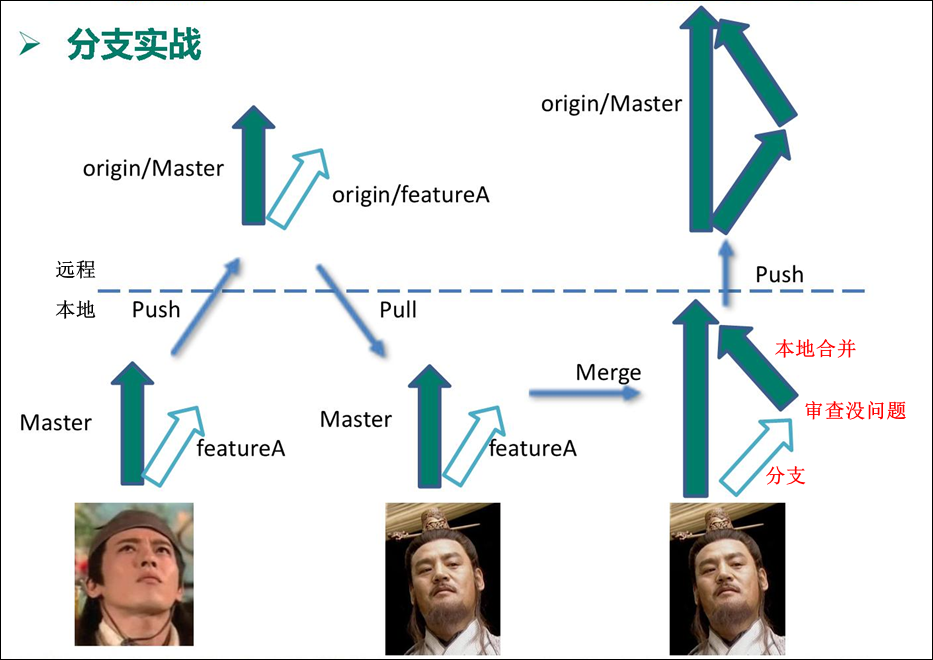 分支实战
origin/Master
origin/Master
origin/featureA
远程
本地
Push
Pull
Push
Master
featureA
Master
featureA
Merge
本地合并
审查没问题
分支